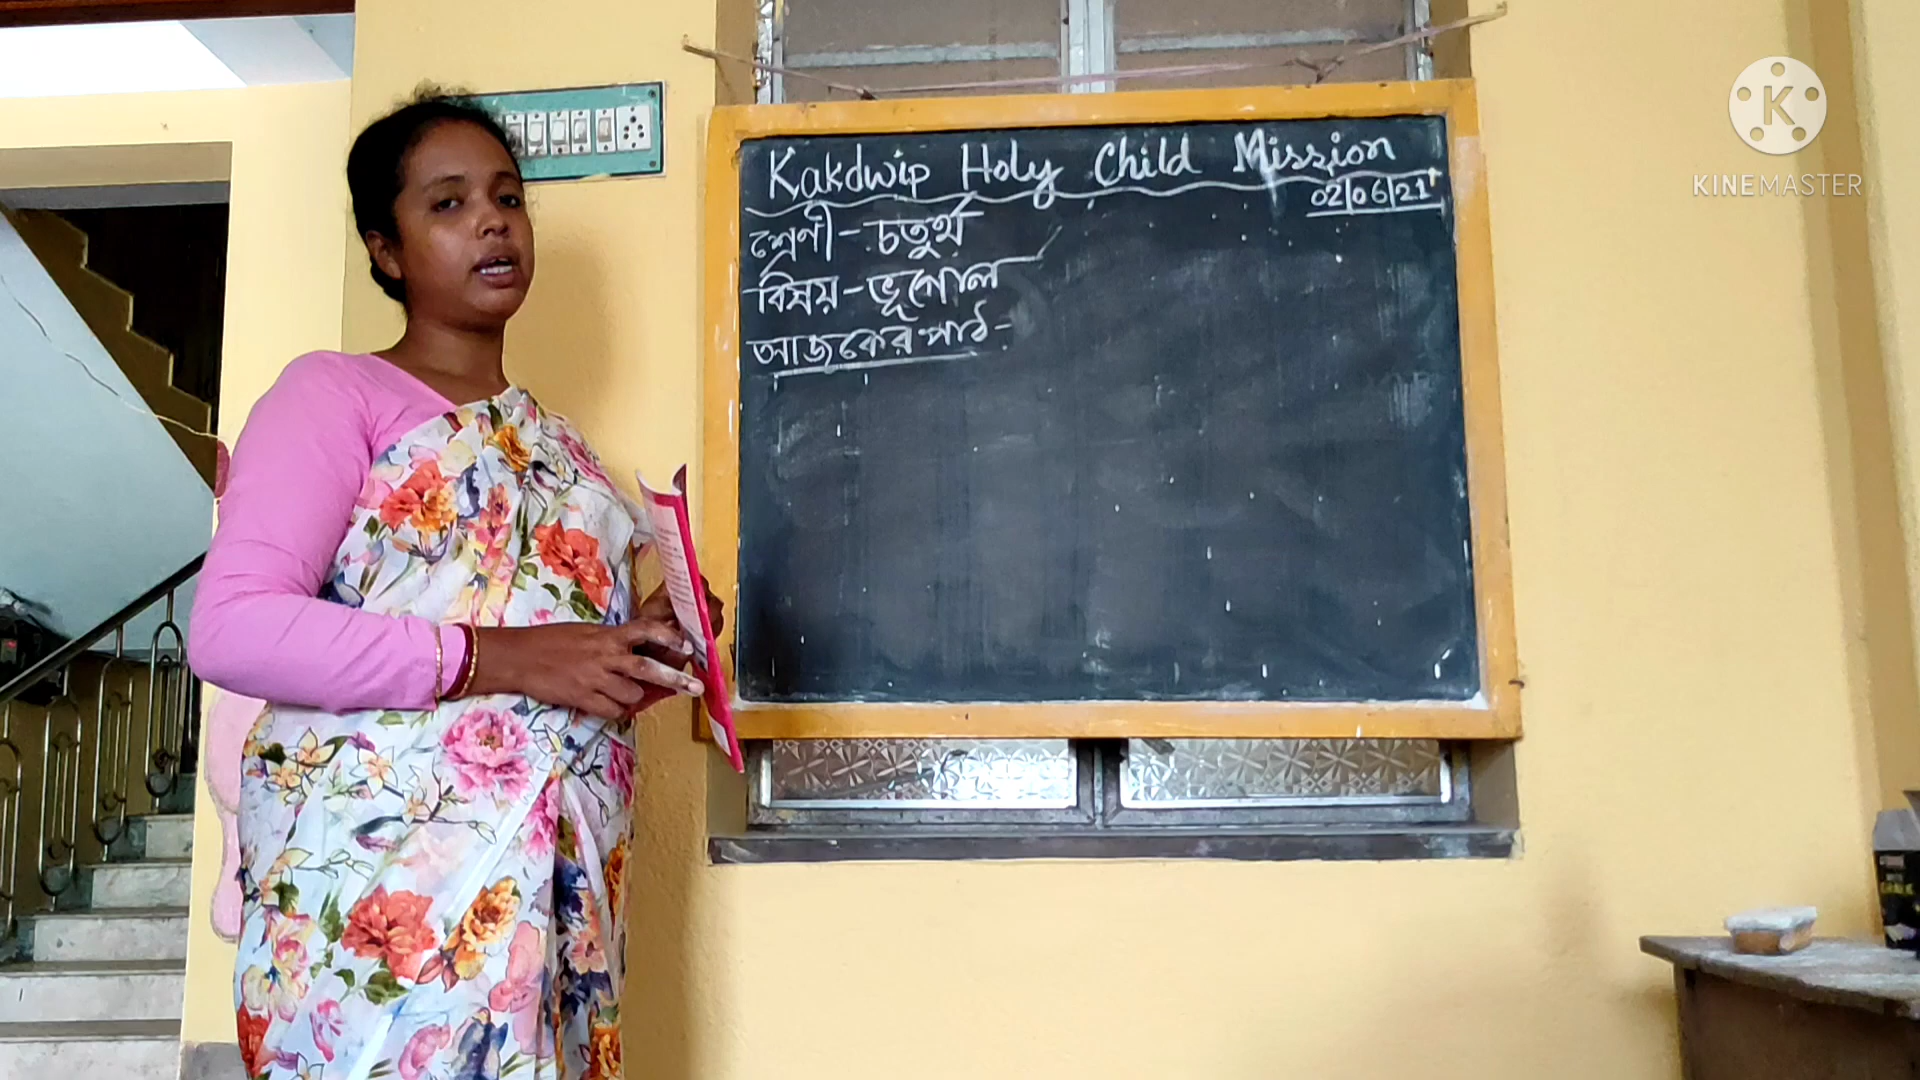 Kakdwip Holy Child Mission
02/06/21
শ্রেণী - চতুর্থ
বিষয় - ভূগোল
আজকের পাঠ -
K
KINEMASTER